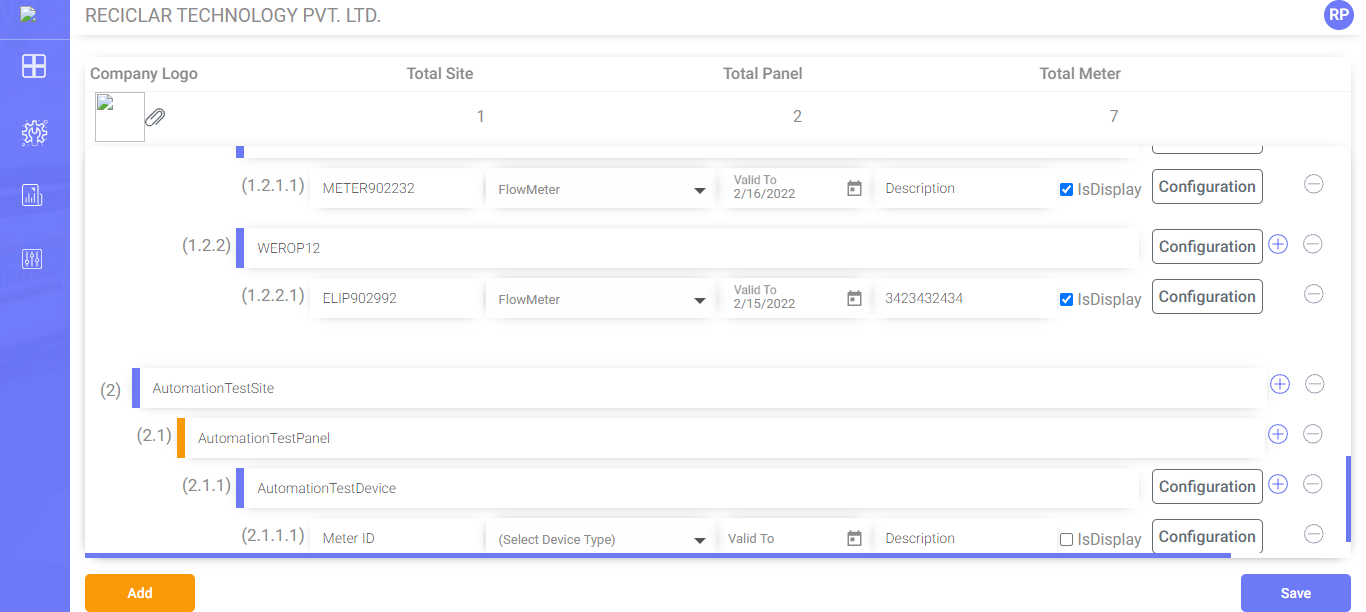 RECICLAR TECHNOLOGY PVT. LTD.
RP
Company Logo Total Site Total Panel Total Meter
1 2 7
(1.2.1.1) METER902232 FlowMeter Valid To 2/16/2022 Description IsDisplay Configuration
(1.2.2) WEROP12 Configuration
(1.2.2.1) ELIP902992 FlowMeter Valid To 2/15/2022 3423432434 IsDisplay Configuration
(2) AutomationTestSite
(2.1) AutomationTestPanel
(2.1.1) AutomationTestDevice Configuration
(2.1.1.1) Meter ID (Select Device Type) Valid To Description IsDisplay Configuration
Add Save